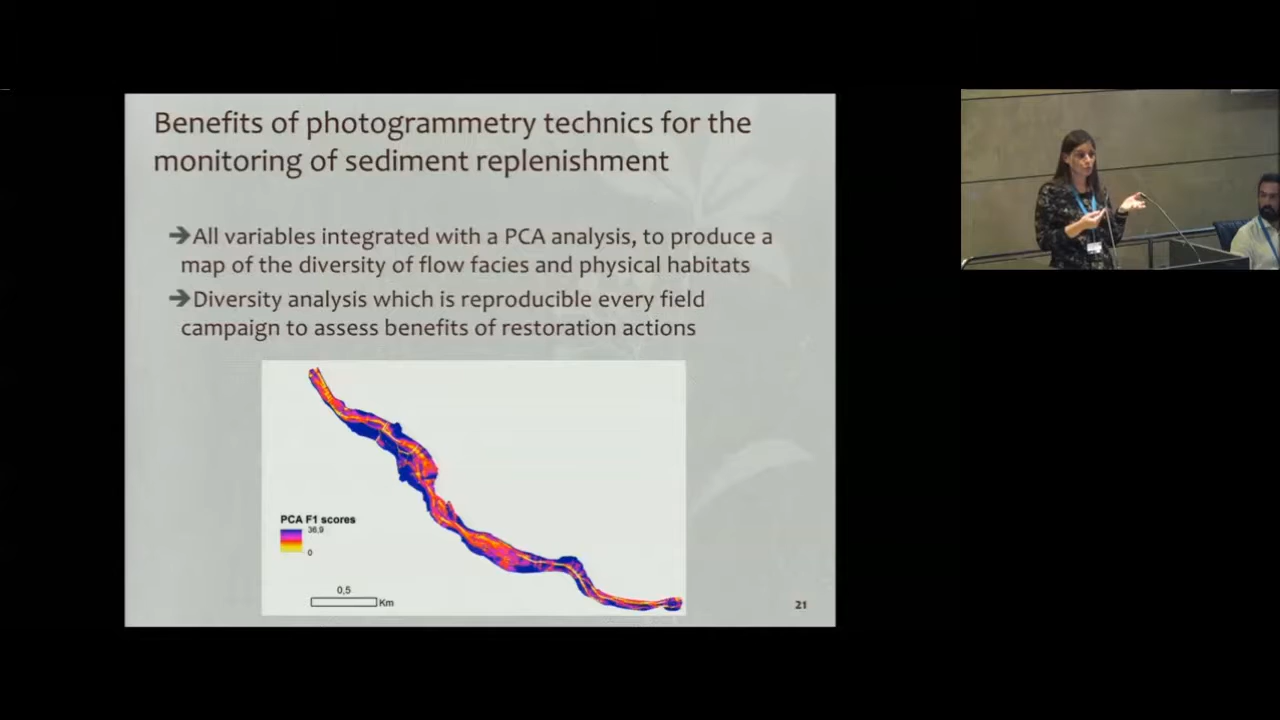 Benefits of photogrammetry technics for the
monitoring of sediment replenishment
➔All variables integrated with a PCA analysis, to produce a
map of the diversity of flow facies and physical habitats
➔Diversity analysis which is reproducible every field
campaign to assess benefits of restoration actions
PCA F1 scores
36,9
0
0,5
Km
21